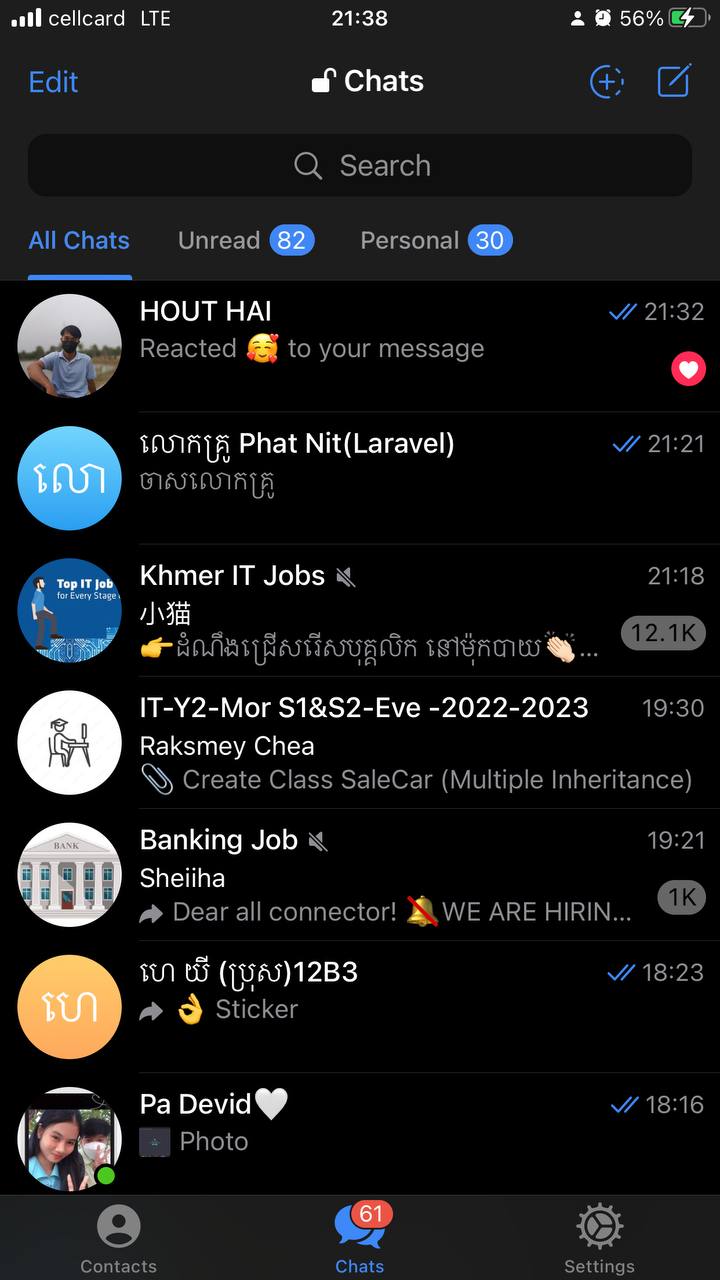 cellcard LTE 21:38 56%
Edit Chats
Search
All Chats Unread 82 Personal 30
HOUT HAI 21:32
Reacted 🥰 to your message
លោកគ្រូ Phat Nit(Laravel) 21:21
លោ
ចាសលោកគ្រូ
Khmer IT Jobs 21:18
Top IT Job
for Every Stage
小猫
12.1K
👉ដំណឹងជ្រើសរើសបុគ្គលិក នៅម៉ុកបាយ👏🏻...
IT-Y2-Mor S1&S2-Eve -2022-2023 19:30
Raksmey Chea
📎 Create Class SaleCar (Multiple Inheritance)
Banking Job 19:21
BANK
Sheiiha
1K
Dear all connector! 🔕WE ARE HIRIN...
ហេ ឃី (ប្រុស)12B3 18:23
ហេ
👌 Sticker
Pa Devid🤍 18:16
Photo
61
Contacts Chats Settings